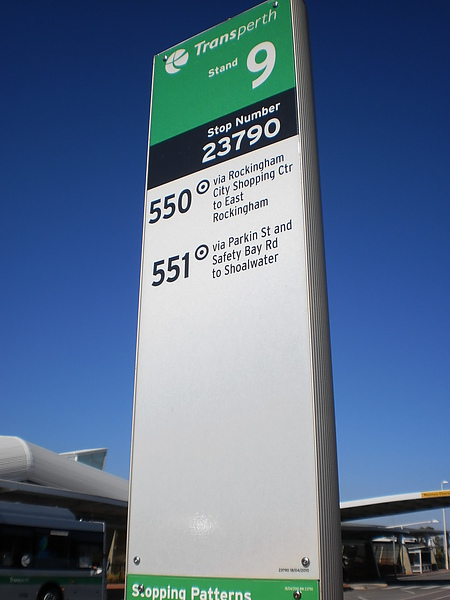 Transperth
Stand 9
Stop Number
23790
550 via Rockingham
City Shopping Ctr
to East
Rockingham
551 via Parkin St and
Safety Bay Rd
to Shoalwater
Stopping Patterns